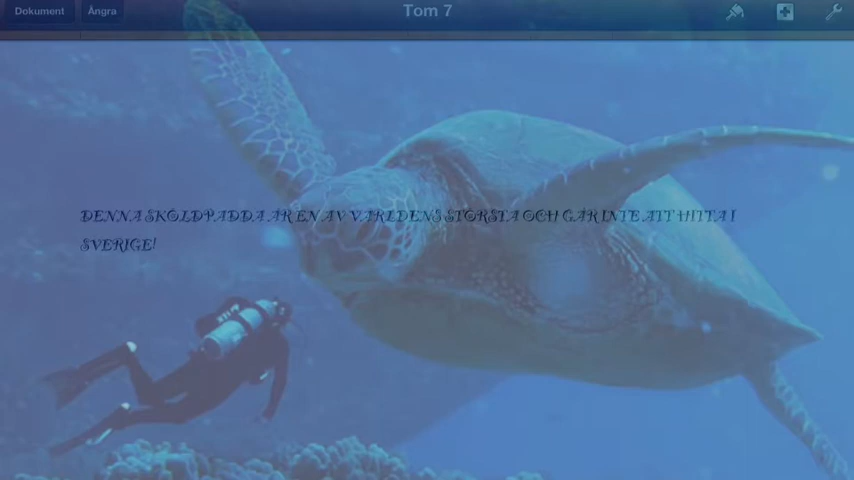 Dokument Ångra Tom 7
DENNA SKÖLDPADDA ÄR EN AV VÄRLDENS STÖRSTA OCH GÅR INTE ATT HITTA I
SVERIGE!